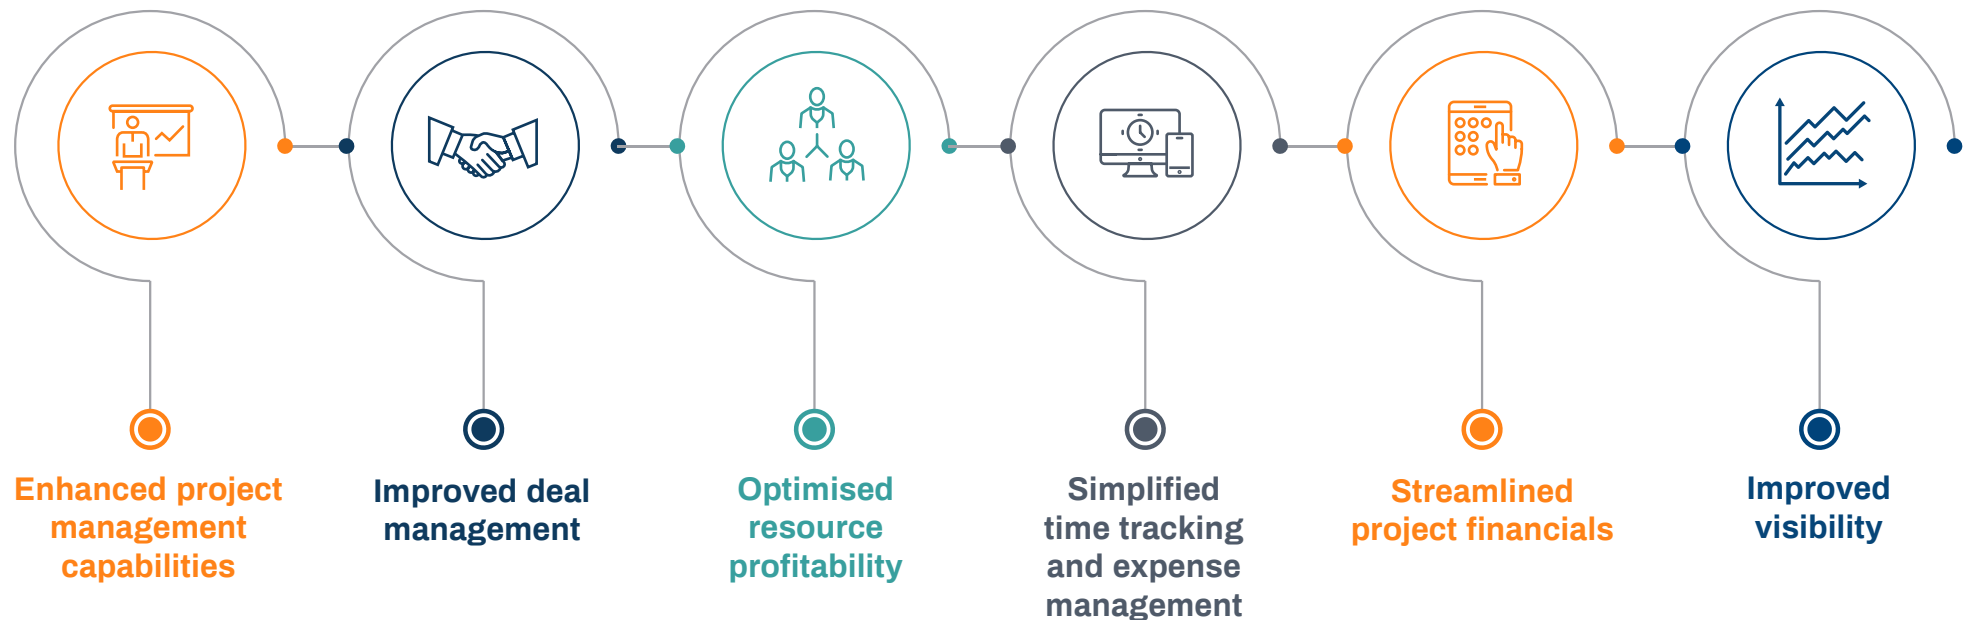 Enhanced project
management
capabilities
Improved deal
management
Optimised
resource
profitability
Simplified
time tracking
and expense
management
Streamlined
project financials
Improved
visibility